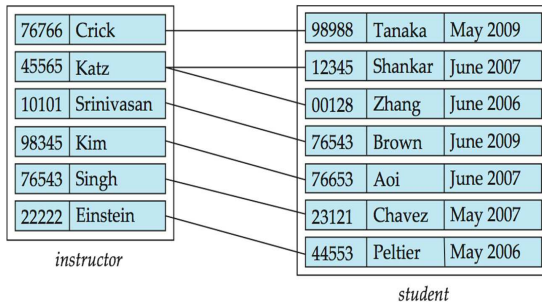 76766 Crick
45565 Katz
10101 Srinivasan
98345 Kim
76543 Singh
22222 Einstein
instructor
98988 Tanaka May 2009
12345 Shankar June 2007
00128 Zhang June 2006
76543 Brown June 2009
76653 Aoi June 2007
23121 Chavez May 2007
44553 Peltier May 2006
student